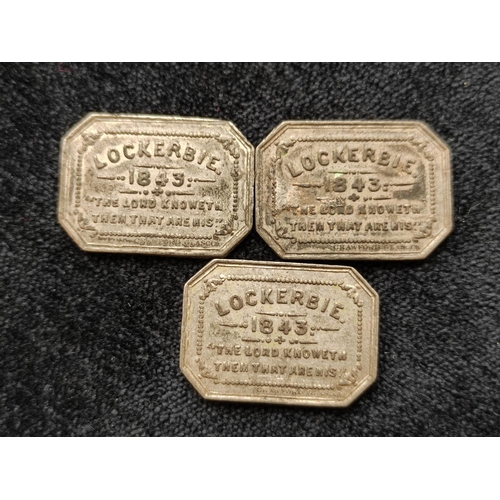 LOCKERBIE.
1843.
"THE LORD KNOWETH
THEM THAT ARE HIS"
LOCKERBIE.
1843.
"THE LORD KNOWETH
THEM THAT ARE HIS"
LOCKERBIE.
1843.
"THE LORD KNOWETH
THEM THAT ARE HIS"